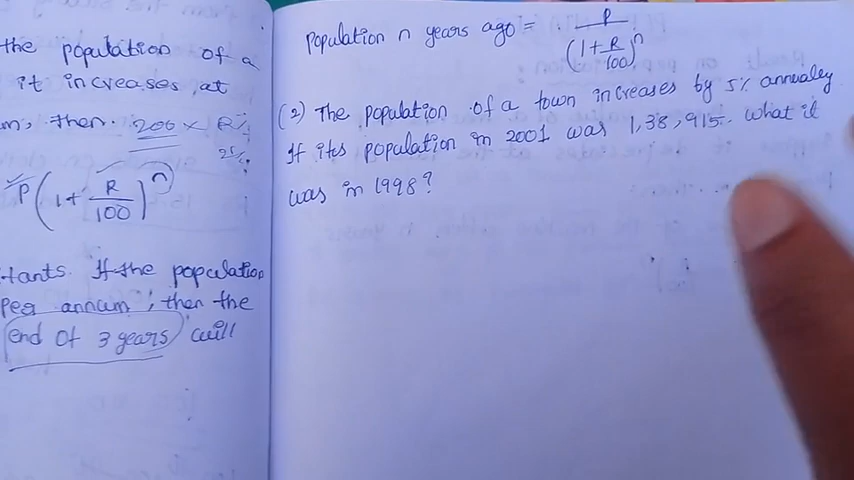 the population of a
it increases at
m, then. 200 × R%
25%
P(1+R/100)^n
tants. If the population
Per annum, then the
end of 3 years will
Population n years ago = P/(1+R/100)^n
(2) The population of a town increases by 5% annualey
If its population in 2001 was 1,38,915. what it
was in 1998?